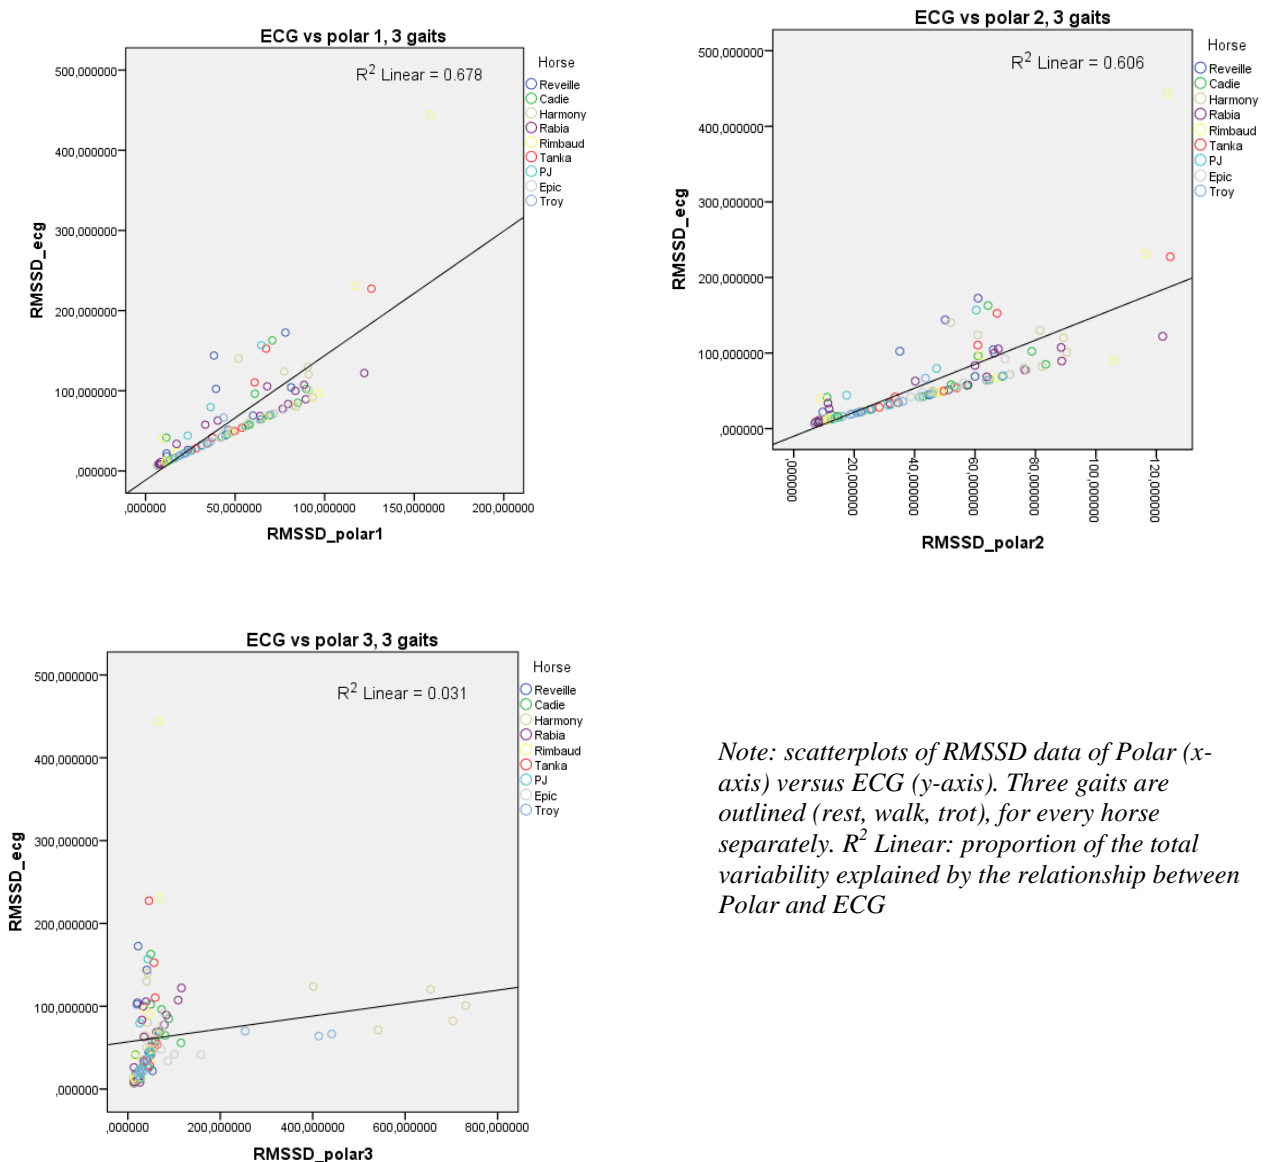 ECG vs polar 1, 3 gaits
R² Linear = 0.678
RMSSD_ecg
500,000000
400,000000
300,000000
200,000000
100,000000
,000000
,000000 50,000000 100,000000 150,000000 200,000000
RMSSD_polar1
Horse
Reveille
Cadie
Harmony
Rabia
Rimbaud
Tanka
PJ
Epic
Troy
ECG vs polar 2, 3 gaits
R² Linear = 0.606
RMSSD_ecg
500,000000
400,000000
300,000000
200,000000
100,000000
,000000
,000000 20,000000 40,000000 60,000000 80,000000 100,000000 120,000000
RMSSD_polar2
Horse
Reveille
Cadie
Harmony
Rabia
Rimbaud
Tanka
PJ
Epic
Troy
ECG vs polar 3, 3 gaits
R² Linear = 0.031
RMSSD_ecg
500,000000
400,000000
300,000000
200,000000
100,000000
,000000
,000000 200,000000 400,000000 600,000000 800,000000
RMSSD_polar3
Horse
Reveille
Cadie
Harmony
Rabia
Rimbaud
Tanka
PJ
Epic
Troy
Note: scatterplots of RMSSD data of Polar (x-
axis) versus ECG (y-axis). Three gaits are
outlined (rest, walk, trot), for every horse
separately. R² Linear: proportion of the total
variability explained by the relationship between
Polar and ECG